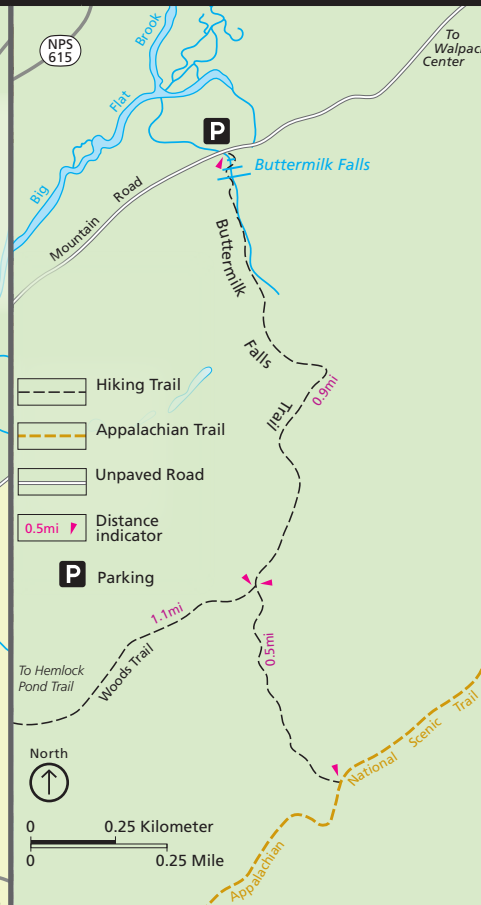 NPS
615
Big Flat Brook
To
Walpac
Center
P
Buttermilk Falls
Mountain Road
Buttermilk Falls Trail
0.9mi
Hiking Trail
Appalachian Trail
Unpaved Road
0.5mi
Distance
indicator
P
Parking
1.1mi
Woods Trail
0.5mi
To Hemlock
Pond Trail
Appalachian National Scenic Trail
North
0
0.25 Kilometer
0
0.25 Mile